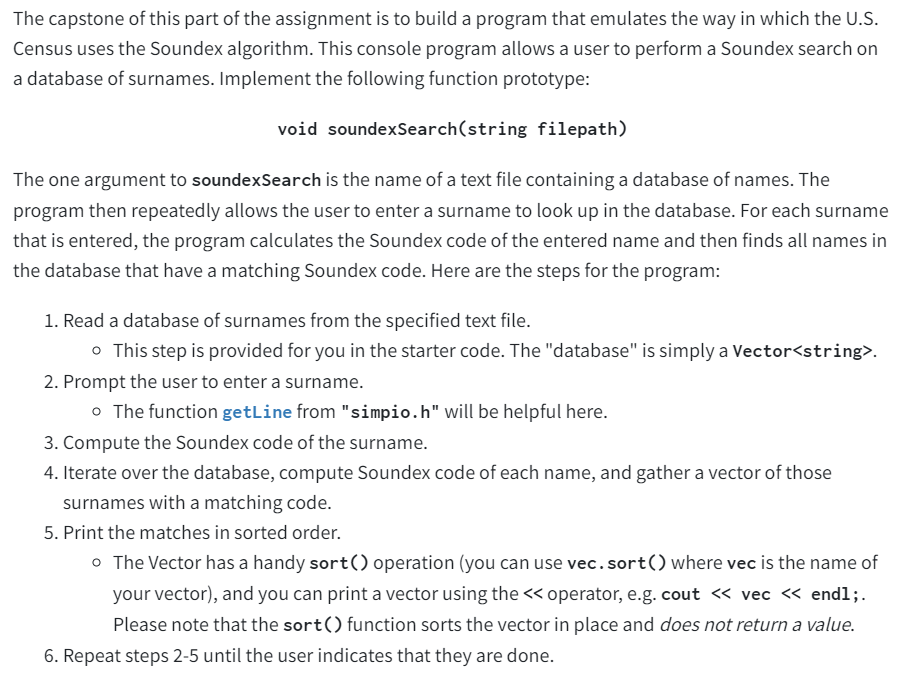 The capstone of this part of the assignment is to build a program that emulates the way in which the U.S.
Census uses the Soundex algorithm. This console program allows a user to perform a Soundex search on
a database of surnames. Implement the following function prototype:
void soundexSearch(string filepath)
The one argument to soundexSearch is the name of a text file containing a database of names. The
program then repeatedly allows the user to enter a surname to look up in the database. For each surname
that is entered, the program calculates the Soundex code of the entered name and then finds all names in
the database that have a matching Soundex code. Here are the steps for the program:
1. Read a database of surnames from the specified text file.
○ This step is provided for you in the starter code. The "database" is simply a Vector<string>.
2. Prompt the user to enter a surname.
○ The function getLine from "simpio.h" will be helpful here.
3. Compute the Soundex code of the surname.
4. Iterate over the database, compute Soundex code of each name, and gather a vector of those
surnames with a matching code.
5. Print the matches in sorted order.
○ The Vector has a handy sort() operation (you can use vec.sort() where vec is the name of
your vector), and you can print a vector using the << operator, e.g. cout << vec << endl;.
Please note that the sort() function sorts the vector in place and does not return a value.
6. Repeat steps 2-5 until the user indicates that they are done.